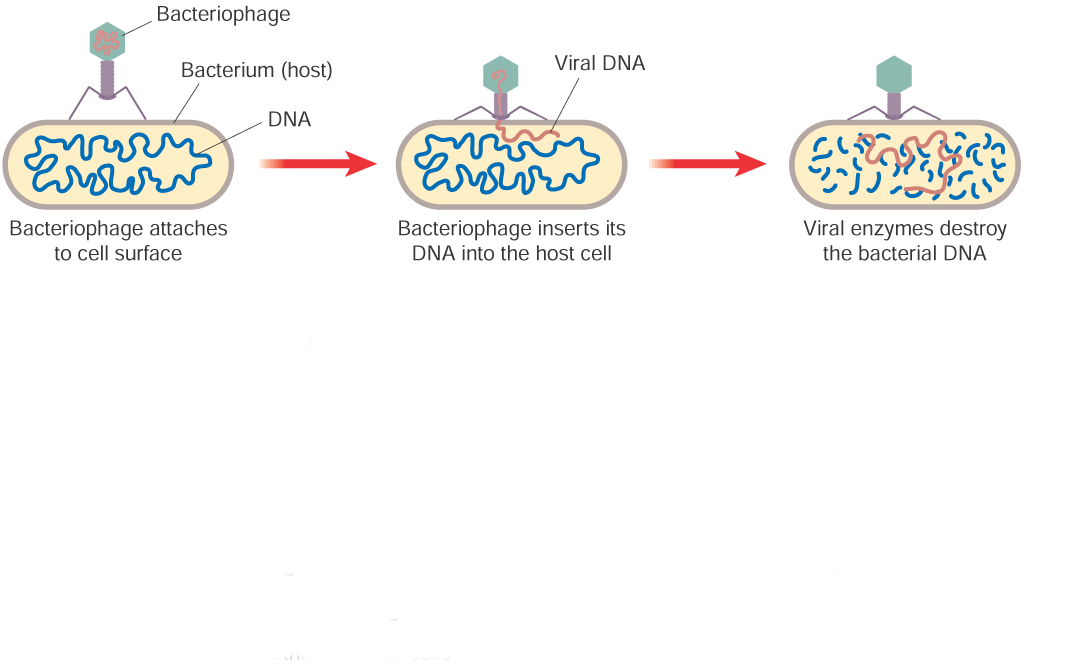 Bacteriophage
Bacterium (host)
DNA
Viral DNA
Bacteriophage attaches
to cell surface
Bacteriophage inserts its
DNA into the host cell
Viral enzymes destroy
the bacterial DNA